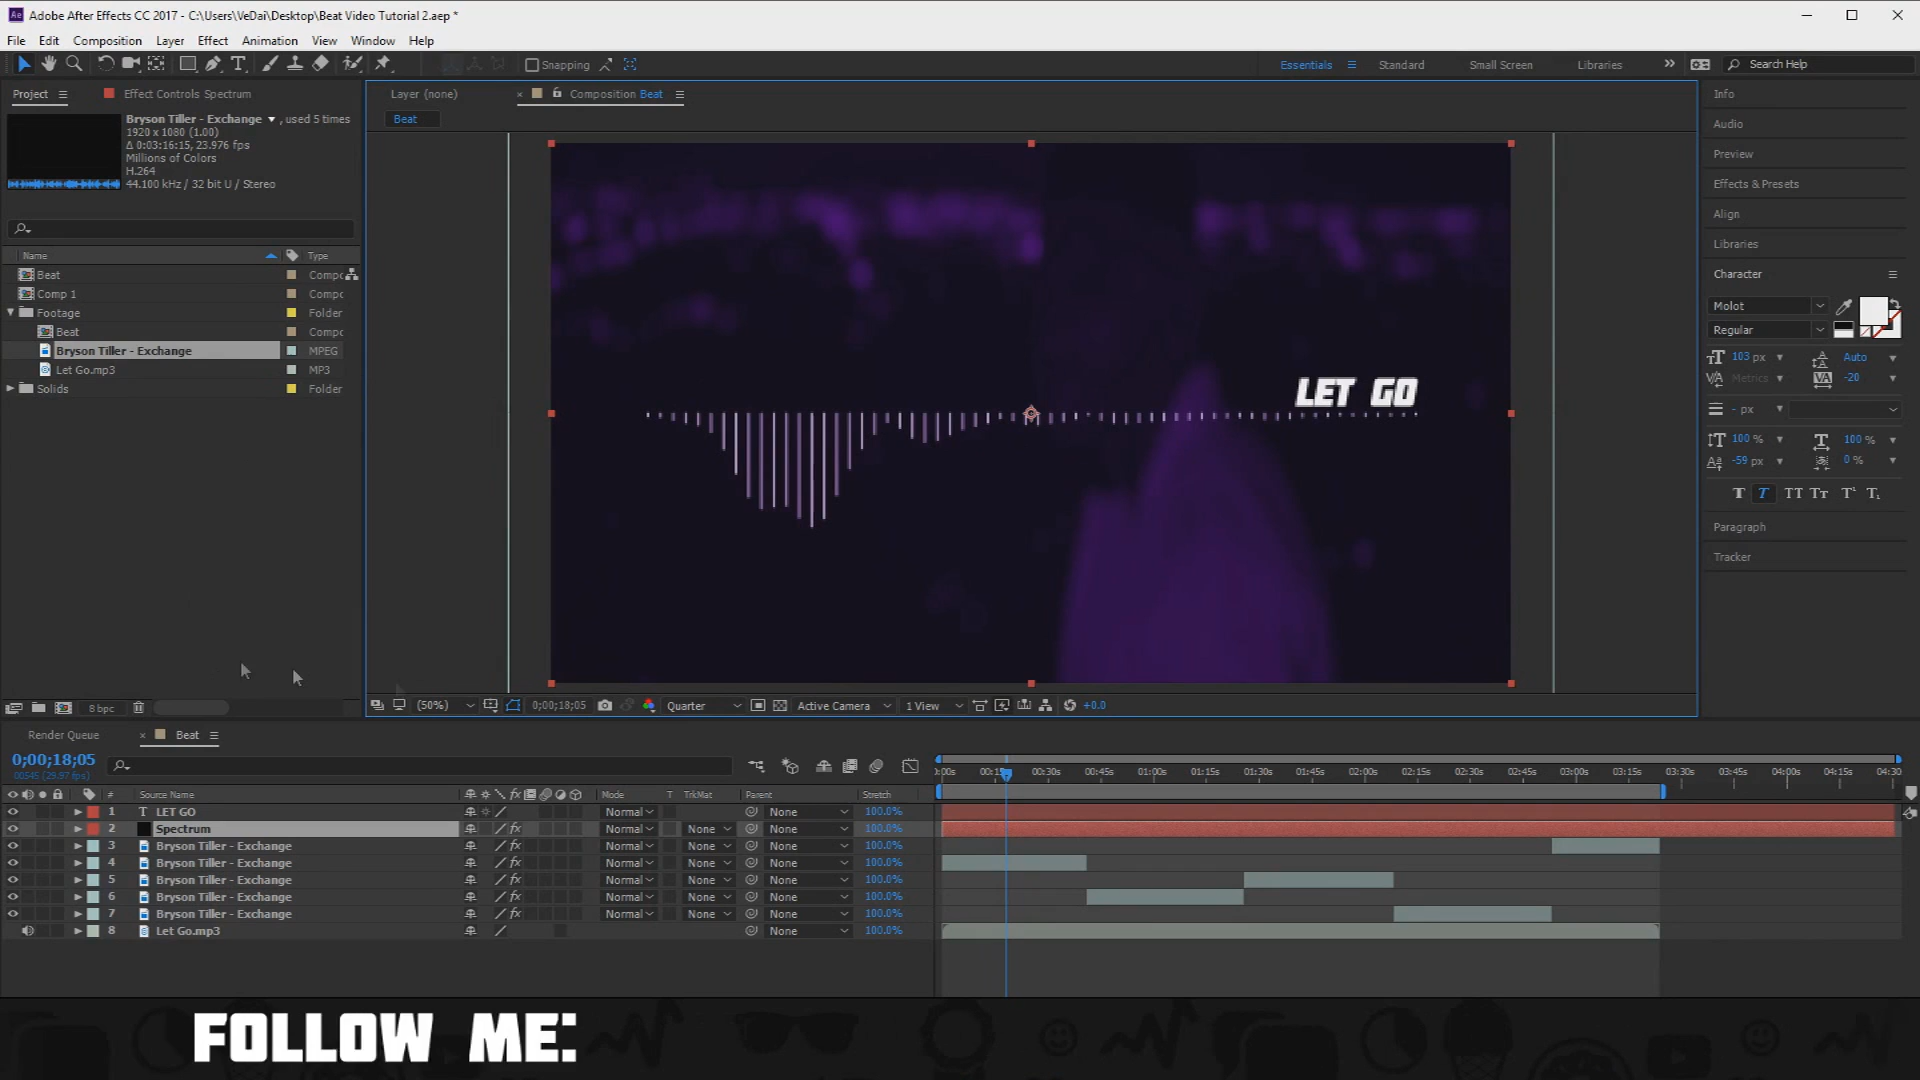 Adobe After Effects CC 2017 - C:\Users\VeDai\Desktop\Beat Video Tutorial 2.aep *
File Edit Composition Layer Effect Animation View Window Help
Snapping Essentials Standard Small Screen Libraries Search Help
Project Effect Controls Spectrum Layer (none) Composition Beat
Beat
Bryson Tiller - Exchange , used 5 times
1920 x 1080 (1.00)
Δ 0:03:16:15, 23.976 fps
Millions of Colors
H.264
44.100 kHz / 32 bit U / Stereo
Name Type
Beat Compo
Comp 1 Compo
Footage Folder
Beat Compo
Bryson Tiller - Exchange MPEG
Let Go.mp3 MP3
Solids Folder
8 bpc
LET GO
(50%) 0;00;18;05 Quarter Active Camera 1 View +0.0
Info
Audio
Preview
Effects & Presets
Align
Libraries
Character
Molot
Regular
103 px Auto
Metrics -20
- px
100 % 100 %
-59 px 0 %
Paragraph
Tracker
Render Queue Beat
0;00;18;05
00545 (29.97 fps)
# Source Name Mode T TrkMat Parent Stretch
1 LET GO Normal None 100.0%
2 Spectrum Normal None None 100.0%
3 Bryson Tiller - Exchange Normal None None 100.0%
4 Bryson Tiller - Exchange Normal None None 100.0%
5 Bryson Tiller - Exchange Normal None None 100.0%
6 Bryson Tiller - Exchange Normal None None 100.0%
7 Bryson Tiller - Exchange Normal None None 100.0%
8 Let Go.mp3 None 100.0%
:00s 00:15s 00:30s 00:45s 01:00s 01:15s 01:30s 01:45s 02:00s 02:15s 02:30s 02:45s 03:00s 03:15s 03:30s 03:45s 04:00s 04:15s 04:30
FOLLOW ME: